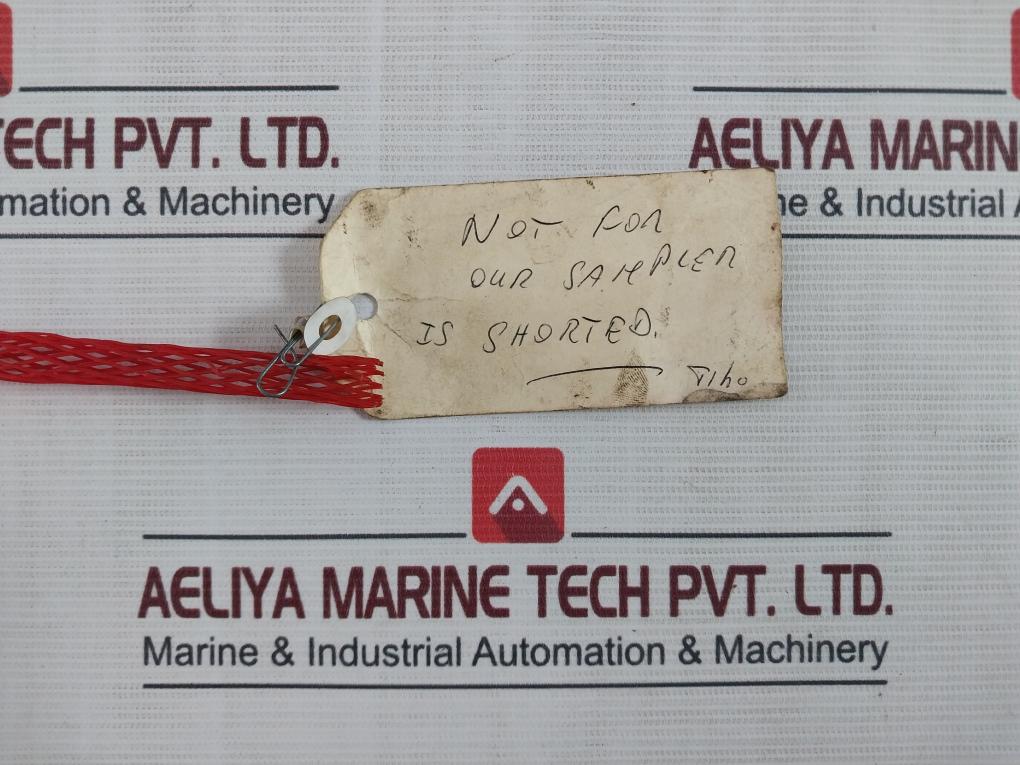 TECH PVT. LTD.
mation & Machinery
AELIYA MARIN
ne & Industrial A
NOT FOR
OUR SAMPLER
IS SHORTED.
AELIYA MARINE TECH PVT. LTD.
Marine & Industrial Automation & Machinery